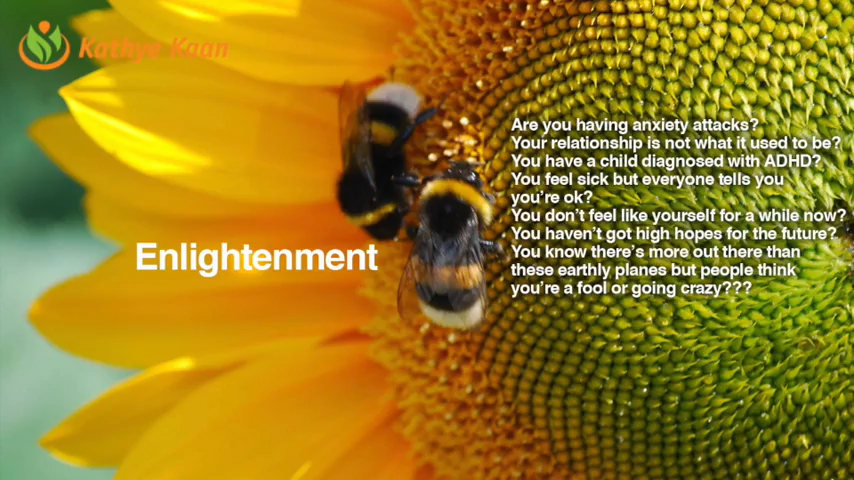 Kathye Kaan
Enlightenment
Are you having anxiety attacks?
Your relationship is not what it used to be?
You have a child diagnosed with ADHD?
You feel sick but everyone tells you
you're ok?
You don't feel like yourself for a while now?
You haven't got high hopes for the future?
You know there's more out there than
these earthly planes but people think
you're a fool or going crazy???